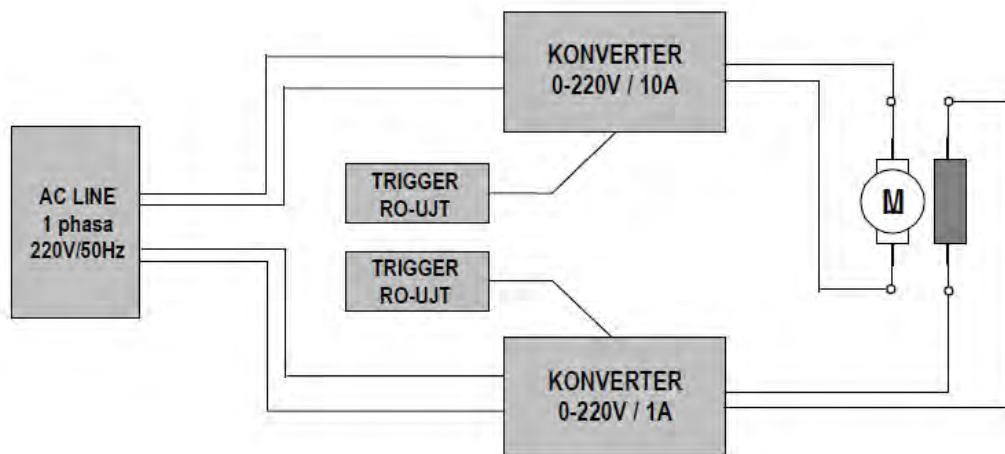 KONVERTER
0-220V / 10A
AC LINE
1 phasa
220V/50Hz
TRIGGER
RO-UJT
TRIGGER
RO-UJT
M
KONVERTER
0-220V / 1A